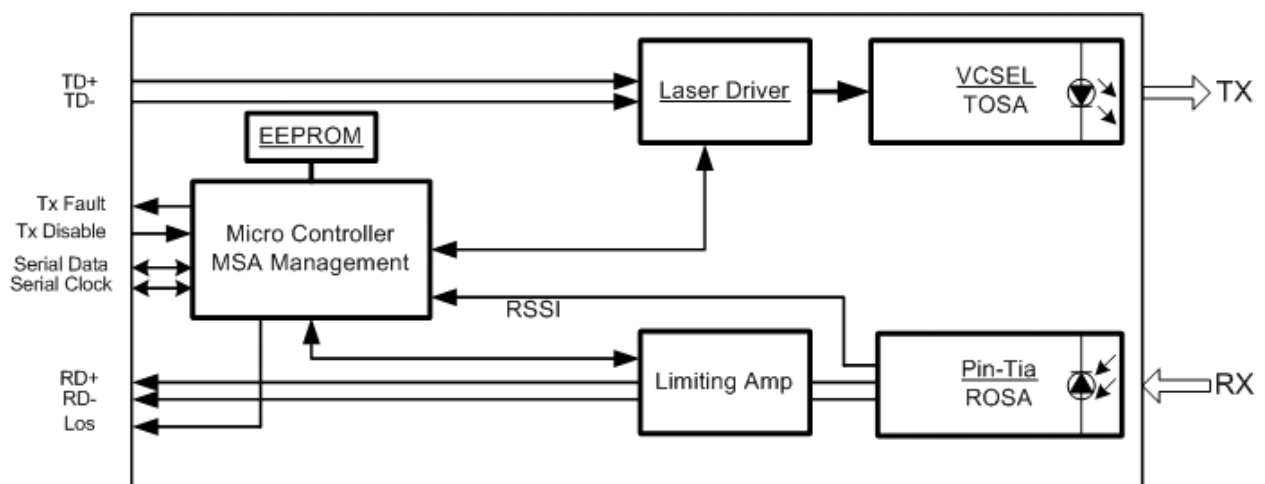 TD+
TD-
Laser Driver
VCSEL
TOSA
TX
EEPROM
Tx Fault
Tx Disable
Serial Data
Serial Clock
Micro Controller
MSA Management
RSSI
RD+
RD-
Los
Limiting Amp
Pin-Tia
ROSA
RX